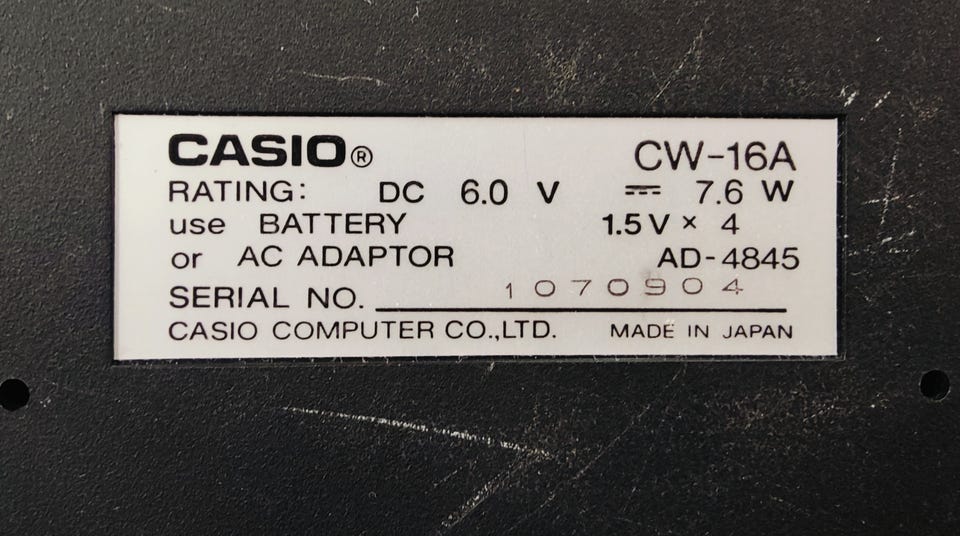 CASIO® CW-16A
RATING: DC 6.0 V ⎓ 7.6 W
use BATTERY 1.5 V × 4
or AC ADAPTOR AD-4845
SERIAL NO. 1070904
CASIO COMPUTER CO.,LTD. MADE IN JAPAN